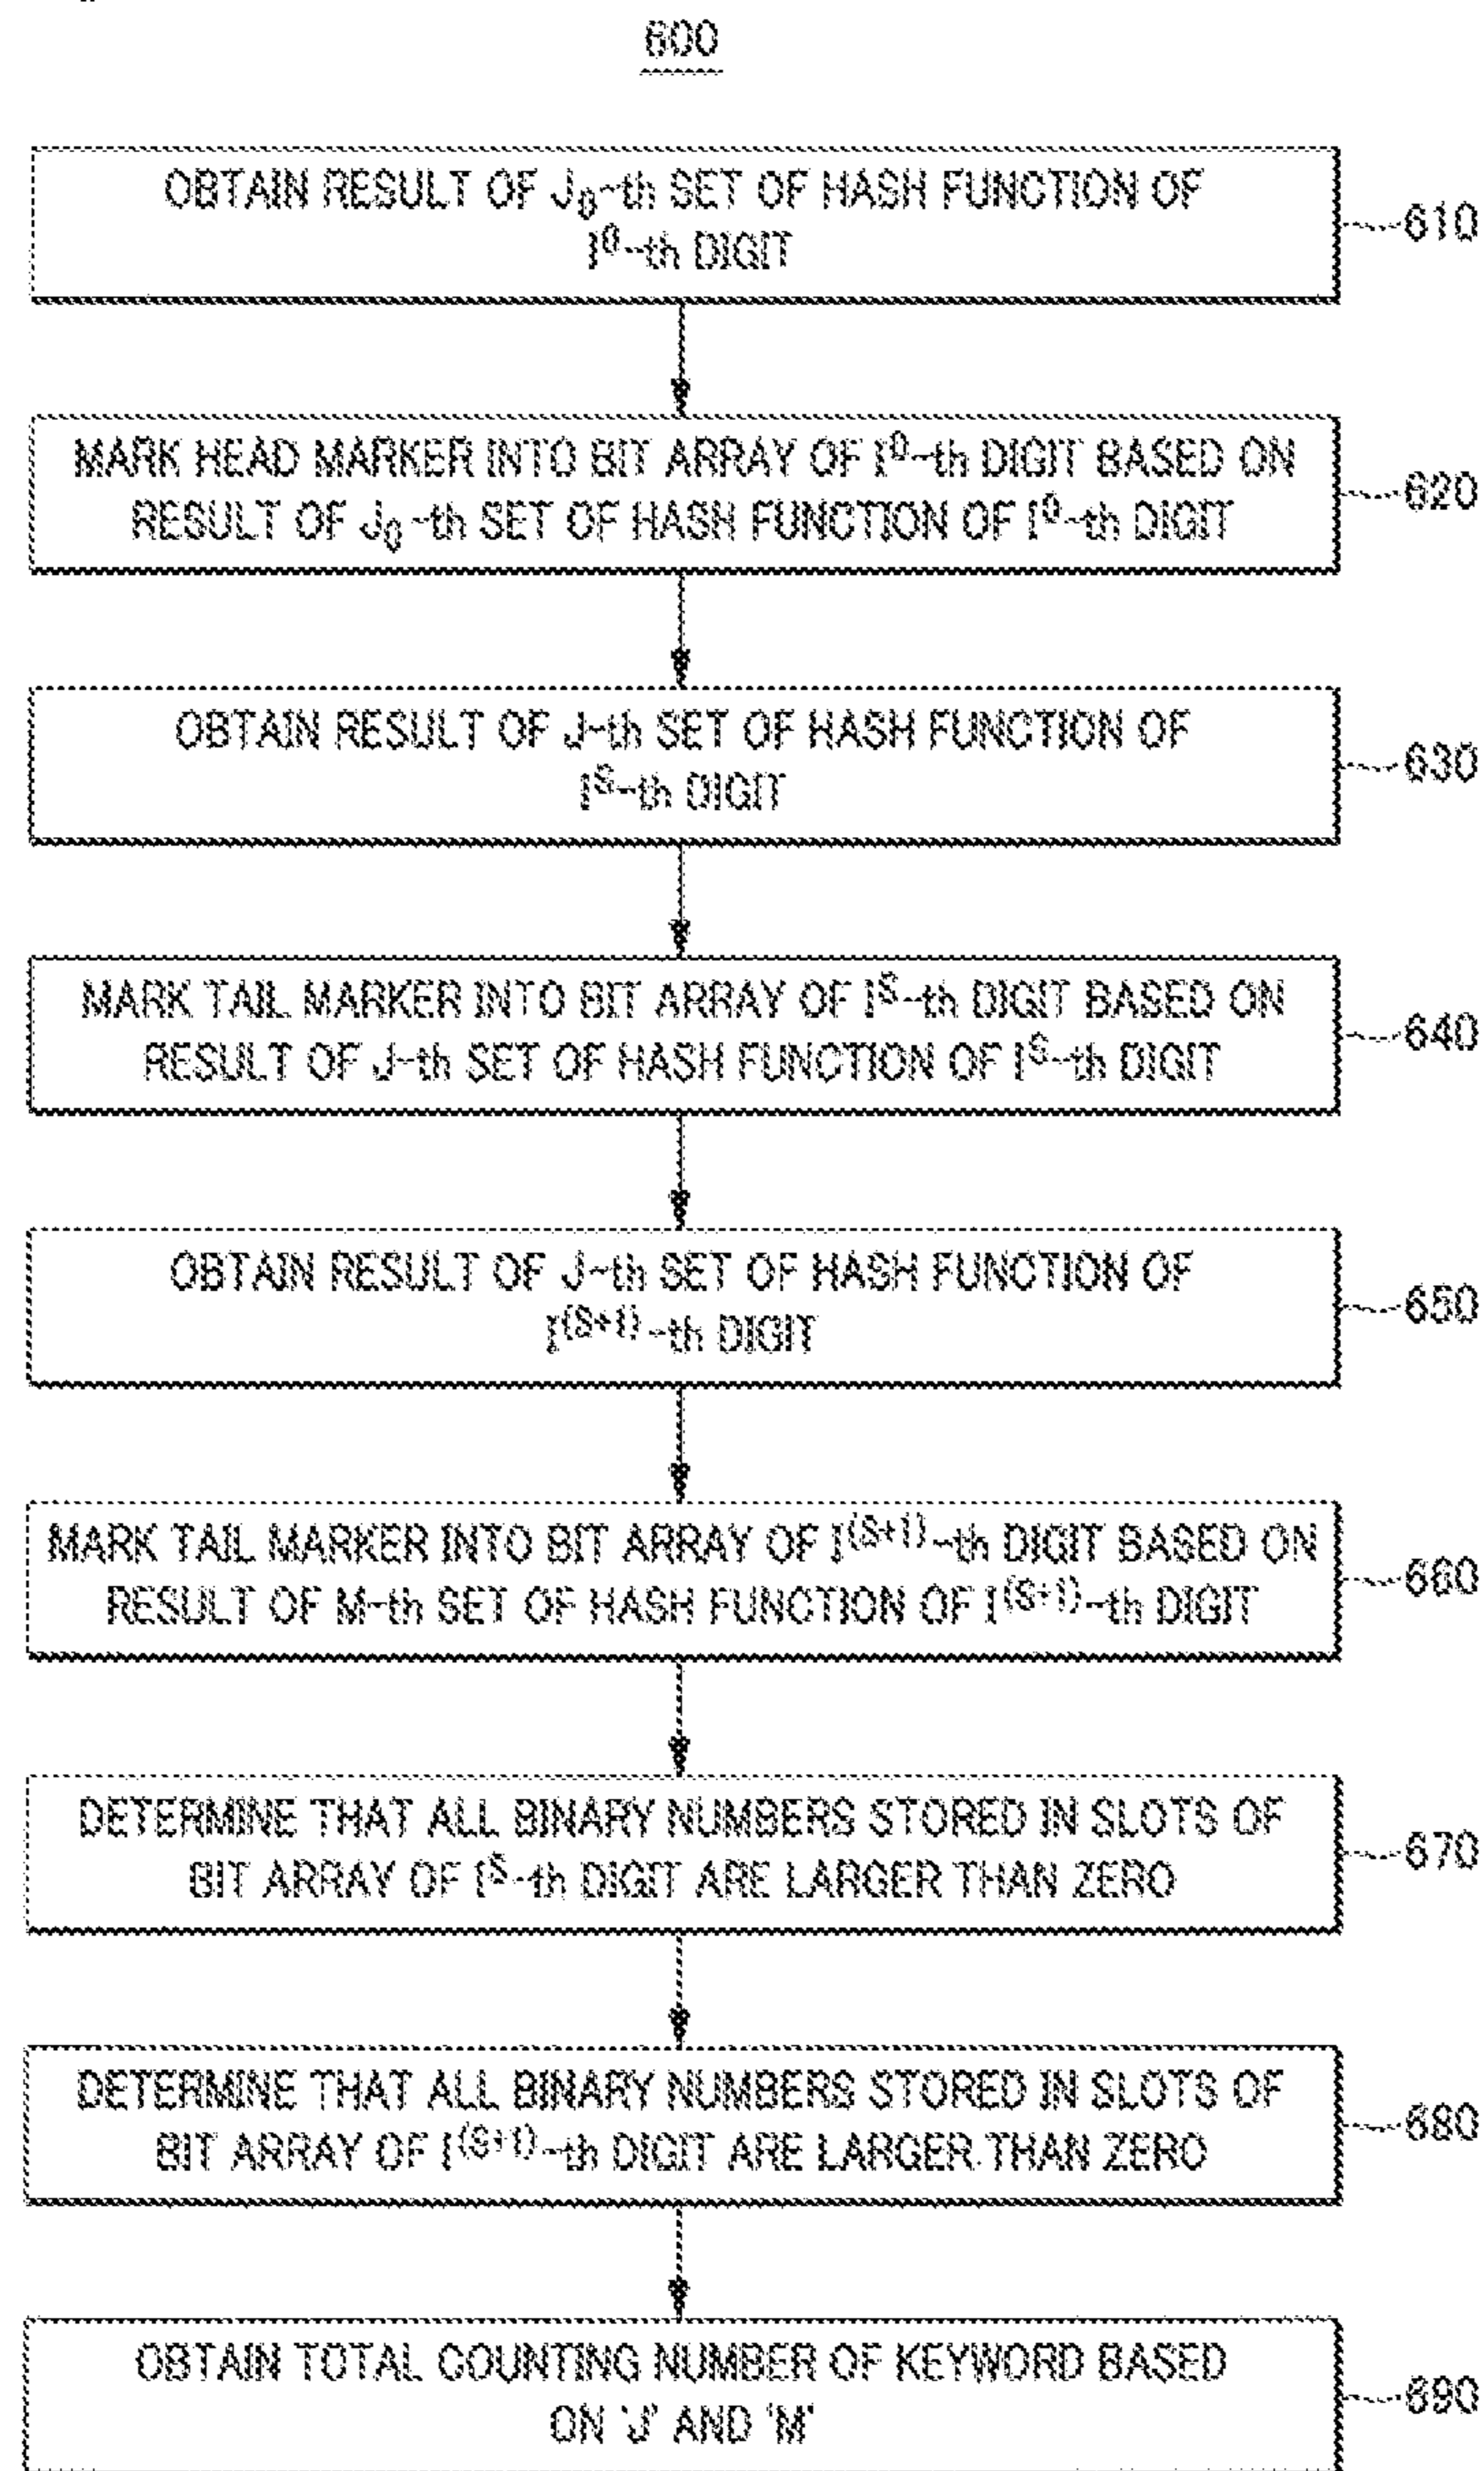 600
OBTAIN RESULT OF J₀-th SET OF HASH FUNCTION OF
I⁰-th DIGIT
610
MARK HEAD MARKER INTO BIT ARRAY OF I⁰-th DIGIT BASED ON
RESULT OF J₀-th SET OF HASH FUNCTION OF I⁰-th DIGIT
620
OBTAIN RESULT OF J-th SET OF HASH FUNCTION OF
I^S-th DIGIT
630
MARK TAIL MARKER INTO BIT ARRAY OF I^S-th DIGIT BASED ON
RESULT OF J-th SET OF HASH FUNCTION OF I^S-th DIGIT
640
OBTAIN RESULT OF J-th SET OF HASH FUNCTION OF
I^(S+1)-th DIGIT
650
MARK TAIL MARKER INTO BIT ARRAY OF I^(S+1)-th DIGIT BASED ON
RESULT OF M-th SET OF HASH FUNCTION OF I^(S+1)-th DIGIT
660
DETERMINE THAT ALL BINARY NUMBERS STORED IN SLOTS OF
BIT ARRAY OF I^S-th DIGIT ARE LARGER THAN ZERO
670
DETERMINE THAT ALL BINARY NUMBERS STORED IN SLOTS OF
BIT ARRAY OF I^(S+1)-th DIGIT ARE LARGER THAN ZERO
680
OBTAIN TOTAL COUNTING NUMBER OF KEYWORD BASED
ON 'J' AND 'M'
690